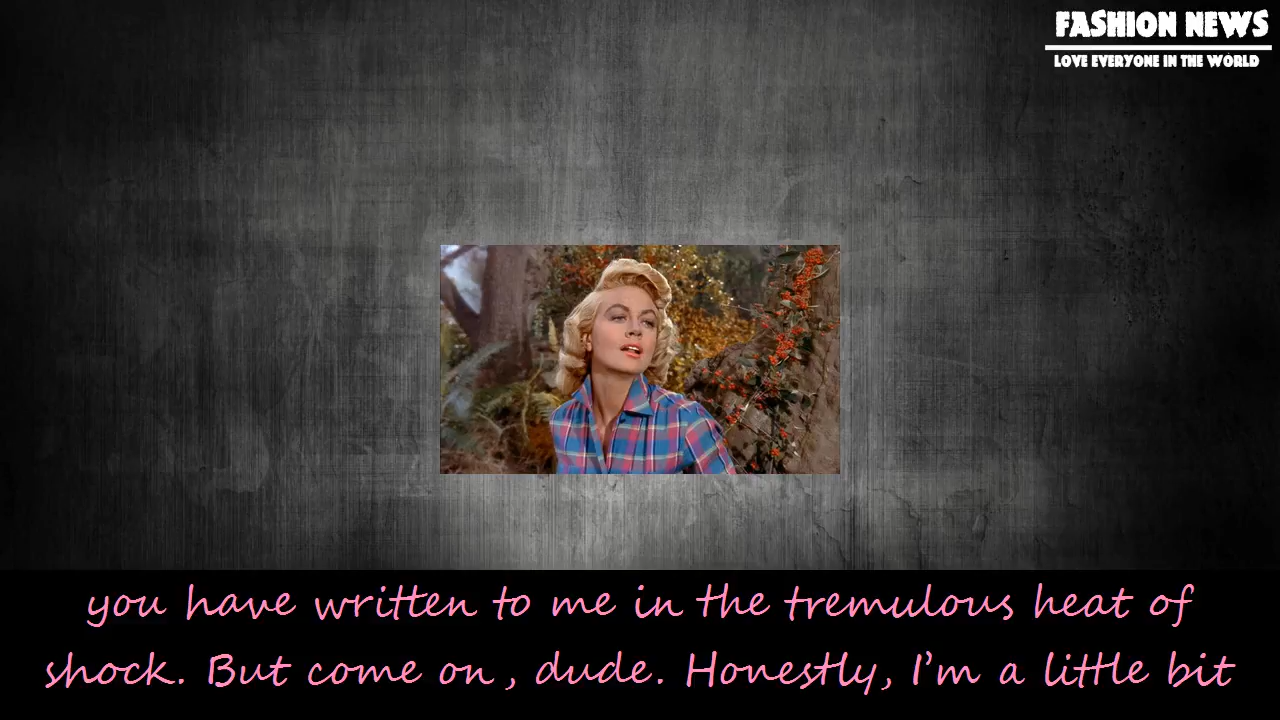 FASHION NEWS
LOVE EVERYONE IN THE WORLD
you have written to me in the tremulous heat of
shock. But come on, dude. Honestly, I'm a little bit